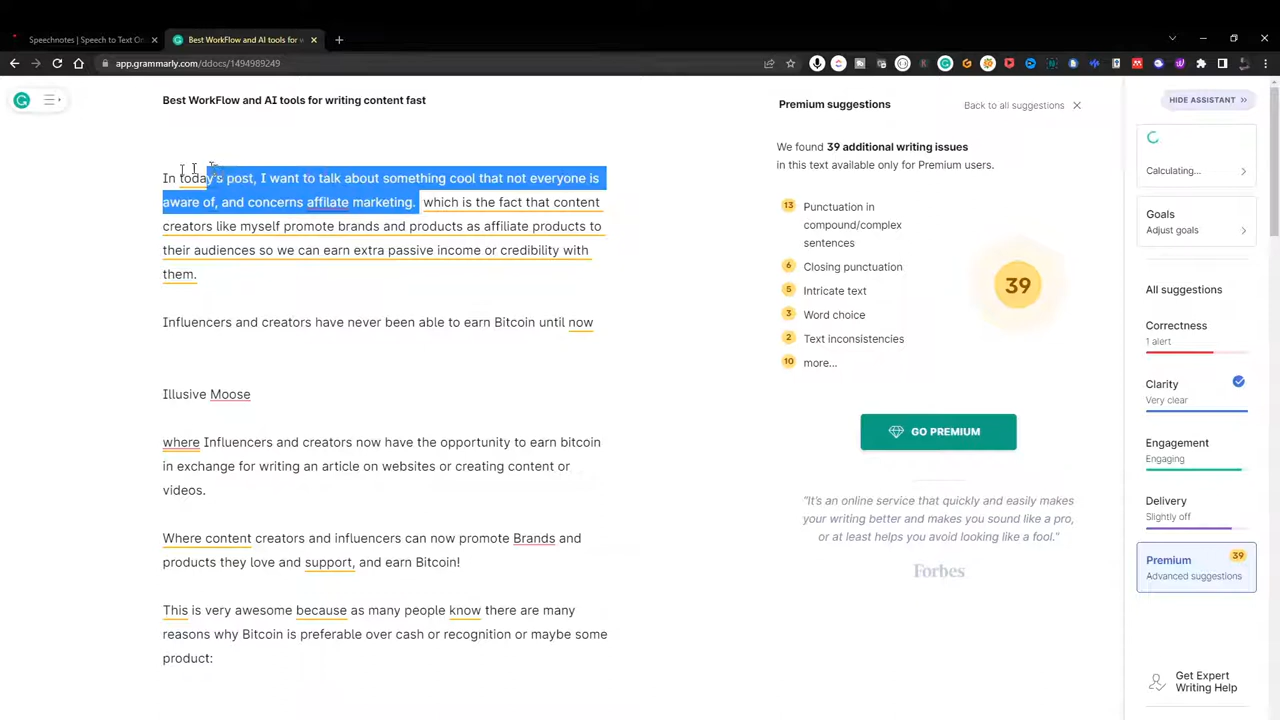 Speechnotes | Speech to Text On
Best WorkFlow and AI tools for w
app.grammarly.com/ddocs/1494989249
Best WorkFlow and AI tools for writing content fast
In today's post, I want to talk about something cool that not everyone is
aware of, and concerns affilate marketing. which is the fact that content
creators like myself promote brands and products as affiliate products to
their audiences so we can earn extra passive income or credibility with
them.
Influencers and creators have never been able to earn Bitcoin until now
Illusive Moose
where Influencers and creators now have the opportunity to earn bitcoin
in exchange for writing an article on websites or creating content or
videos.
Where content creators and influencers can now promote Brands and
products they love and support, and earn Bitcoin!
This is very awesome because as many people know there are many
reasons why Bitcoin is preferable over cash or recognition or maybe some
product:
Premium suggestions
Back to all suggestions
We found 39 additional writing issues
in this text available only for Premium users.
13 Punctuation in
compound/complex
sentences
6 Closing punctuation
5 Intricate text
3 Word choice
2 Text inconsistencies
10 more...
39
GO PREMIUM
"It's an online service that quickly and easily makes
your writing better and makes you sound like a pro,
or at least helps you avoid looking like a fool."
Forbes
HIDE ASSISTANT
Calculating...
Goals
Adjust goals
All suggestions
Correctness
1 alert
Clarity
Very clear
Engagement
Engaging
Delivery
Slightly off
Premium 39
Advanced suggestions
Get Expert
Writing Help